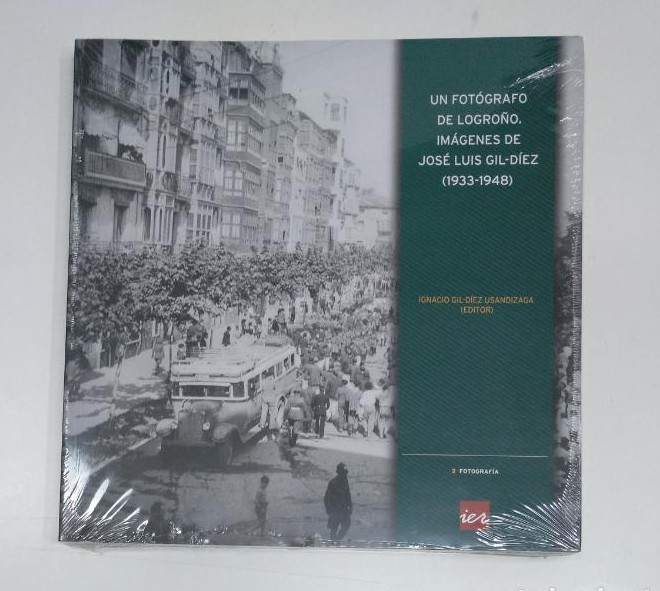 UN FOTÓGRAFO
DE LOGROÑO.
IMÁGENES DE
JOSÉ LUIS GIL-DÍEZ
(1933-1948)
IGNACIO GIL-DÍEZ USANDIZAGA
(EDITOR)
3 FOTOGRAFÍA
ier